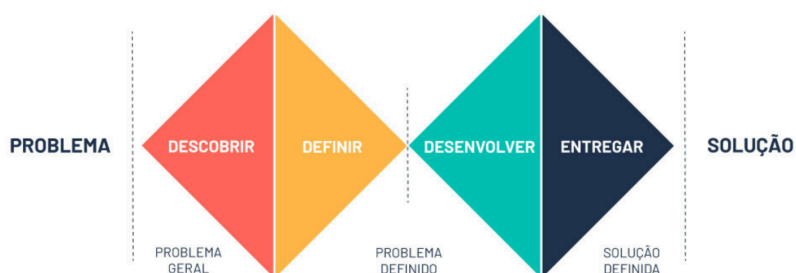 PROBLEMA
DESCOBRIR
DEFINIR
DESENVOLVER
ENTREGAR
SOLUÇÃO
PROBLEMA
GERAL
PROBLEMA
DEFINIDO
SOLUÇÃO
DEFINIDA